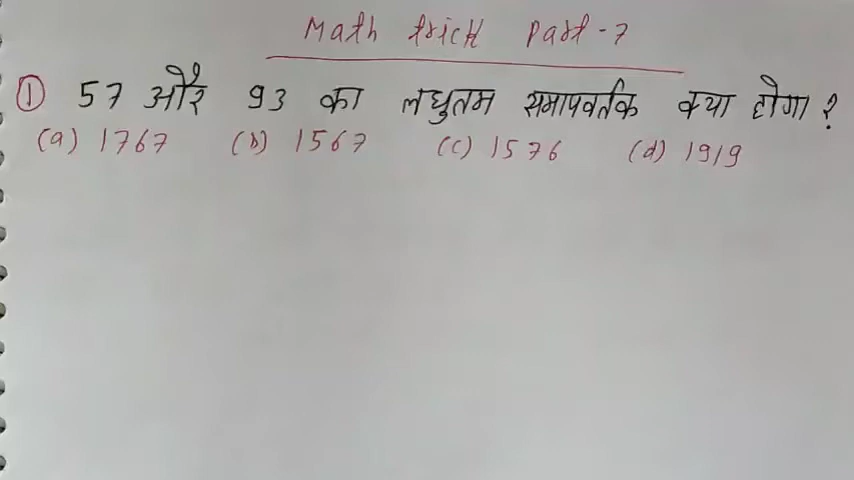 Math trick Part-7
① 57 और 93 का लघुतम समापवर्तक क्या होगा ?
(a) 1767 (b) 1567 (c) 1576 (d) 1919